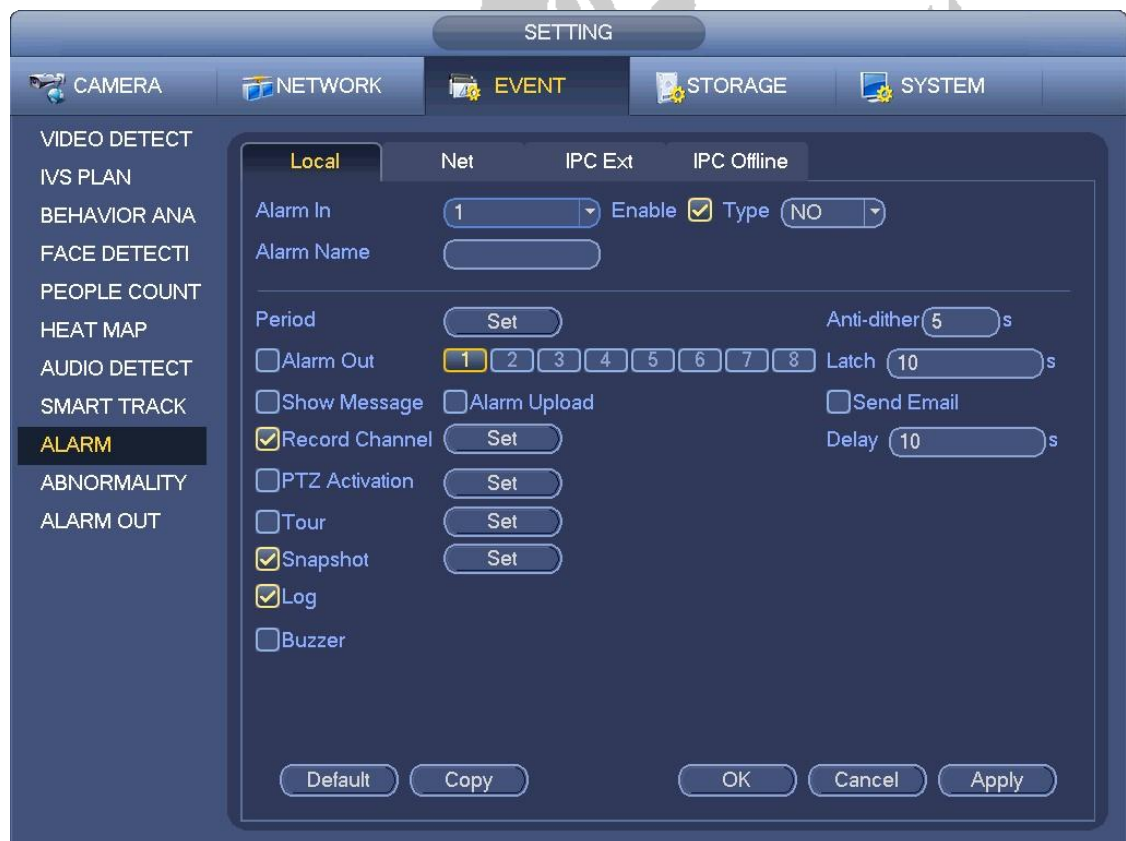 SETTING
CAMERA NETWORK EVENT STORAGE SYSTEM
VIDEO DETECT
IVS PLAN
BEHAVIOR ANA
FACE DETECTI
PEOPLE COUNT
HEAT MAP
AUDIO DETECT
SMART TRACK
ALARM
ABNORMALITY
ALARM OUT
Local Net IPC Ext IPC Offline
Alarm In 1 Enable Type NO
Alarm Name
Period Set Anti-dither 5 s
Alarm Out 1 2 3 4 5 6 7 8 Latch 10 s
Show Message Alarm Upload Send Email
Record Channel Set Delay 10 s
PTZ Activation Set
Tour Set
Snapshot Set
Log
Buzzer
Default Copy OK Cancel Apply